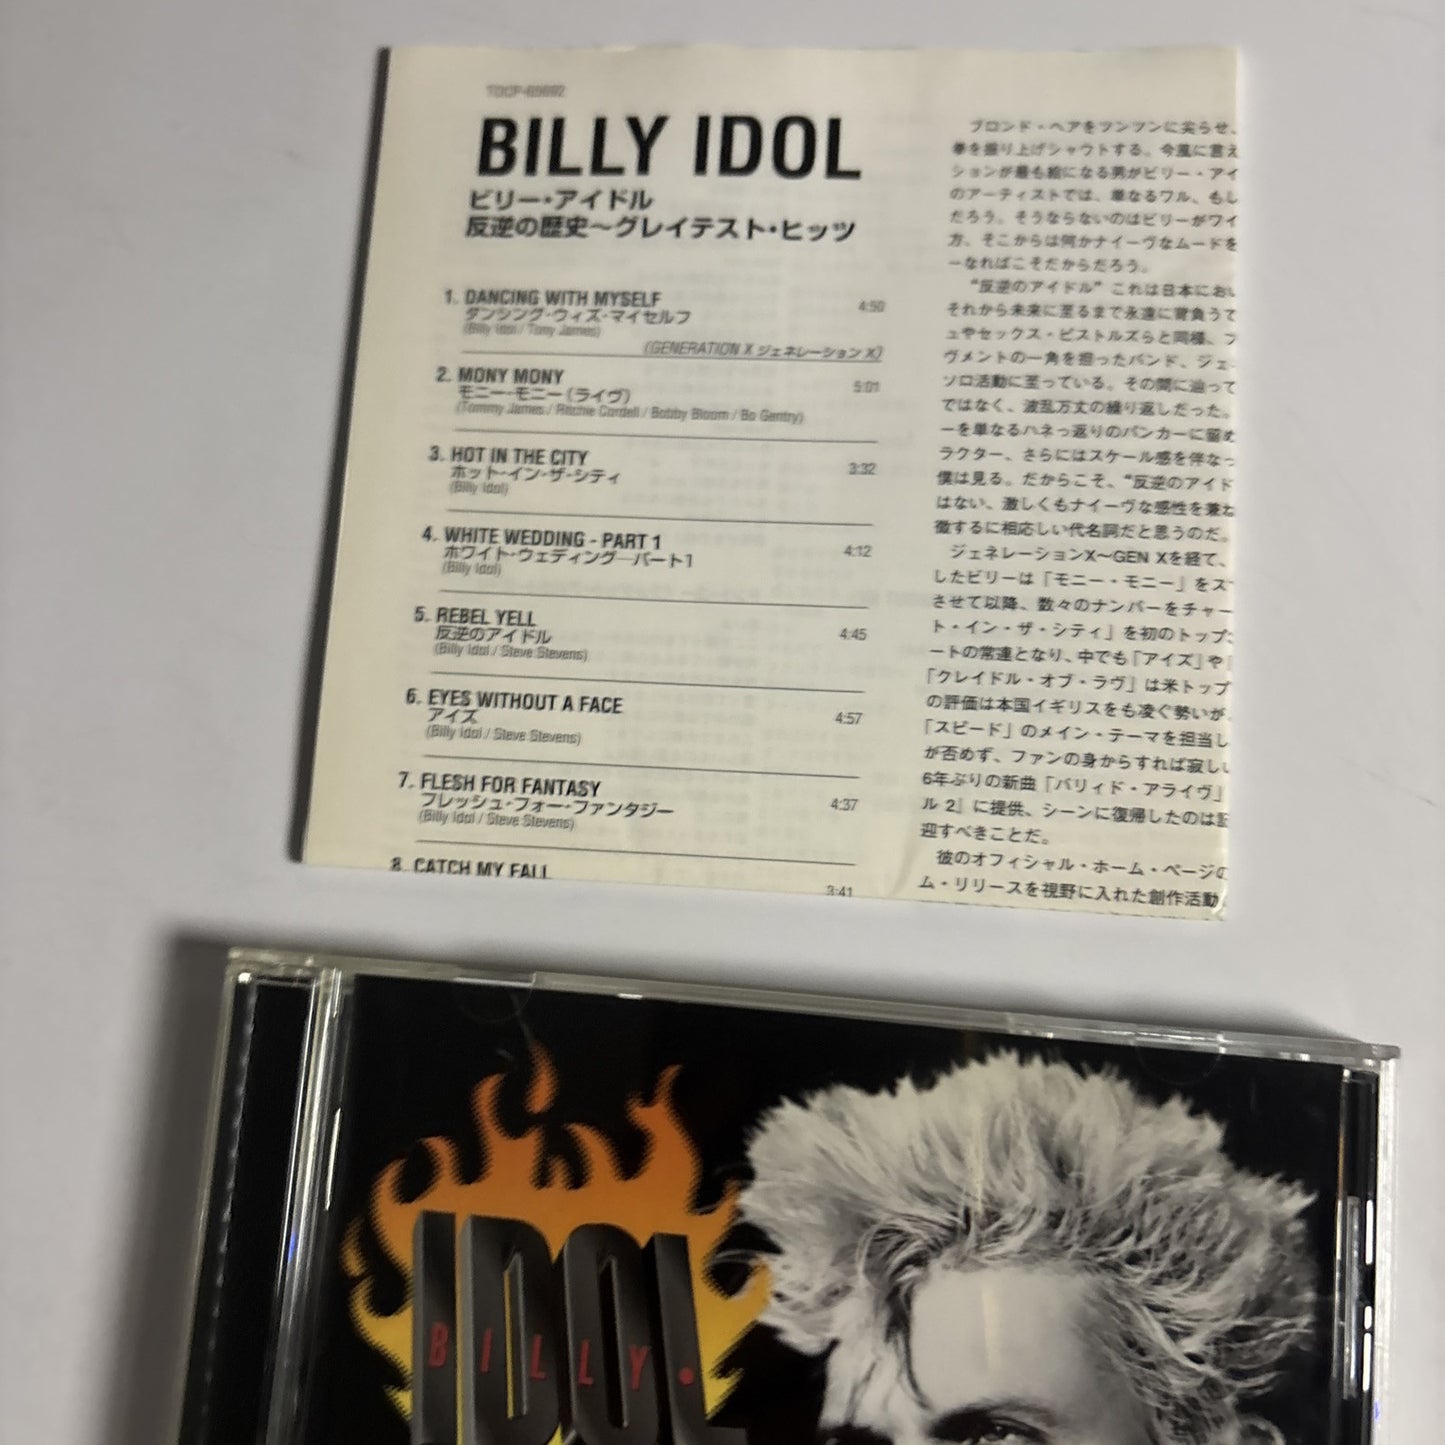 TOCP-65692
BILLY IDOL
ビリー・アイドル
反逆の歴史〜グレイテスト・ヒッツ
1. DANCING WITH MYSELF 4:50
ダンシング・ウィズ・マイセルフ
(Billy Idol / Tony James)
(GENERATION X ジェネレーション X)
2. MONY MONY 5:01
モニー・モニー（ライヴ）
(Tommy James / Ritchie Cordell / Bobby Bloom / Bo Gentry)
3. HOT IN THE CITY 3:32
ホット・イン・ザ・シティ
(Billy Idol)
4. WHITE WEDDING - PART 1 4:12
ホワイト・ウェディング―パート1
(Billy Idol)
5. REBEL YELL 4:45
反逆のアイドル
(Billy Idol / Steve Stevens)
6. EYES WITHOUT A FACE 4:57
アイズ
(Billy Idol / Steve Stevens)
7. FLESH FOR FANTASY 4:37
フレッシュ・フォー・ファンタジー
(Billy Idol / Steve Stevens)
8. CATCH MY FALL 3:41
ブロンド・ヘアをツンツンに尖らせ、
拳を振り上げシャウトする。今風に言え
ションが最も絵になる男がビリー・アイ
のアーティストでは、単なるワル、もし
だろう。そうならないのはビリーがワイ
方、そこからは何かナイーヴなムードを
ーなればこそだからだろう。
“反逆のアイドル” これは日本におい
それから未来に至るまで永遠に背負うて
ュやセックス・ピストルズらと同様、プ
ヴメントの一角を担ったバンド、ジェ
ソロ活動に至っている。その間に辿って
ではなく、波乱万丈の繰り返しだった。
ーを単なるハネっ返りのパンカーに留め
ラクター、さらにはスケール感を伴なっ
僕は見る。だからこそ、“反逆のアイド
はない、激しくもナイーヴな感性を兼ね
徴するに相応しい代名詞だと思うのだ。
ジェネレーションX〜GEN Xを経て、
したビリーは「モニー・モニー」をス
させて以降、数々のナンバーをチャー
ト・イン・ザ・シティ」を初のトップ
ートの常連となり、中でも「アイズ」や
「クレイドル・オブ・ラヴ」は米トップ
の評価は本国イギリスをも凌ぐ勢いが
「スピード」のメイン・テーマを担当し
が否めず、ファンの身からすれば寂しい
6年ぶりの新曲「バリィド・アライヴ」
ル 2』に提供、シーンに復帰したのは記
迎すべきことだ。
彼のオフィシャル・ホーム・ページの
ム・リリースを視野に入れた創作活動
IDOL
BILLY